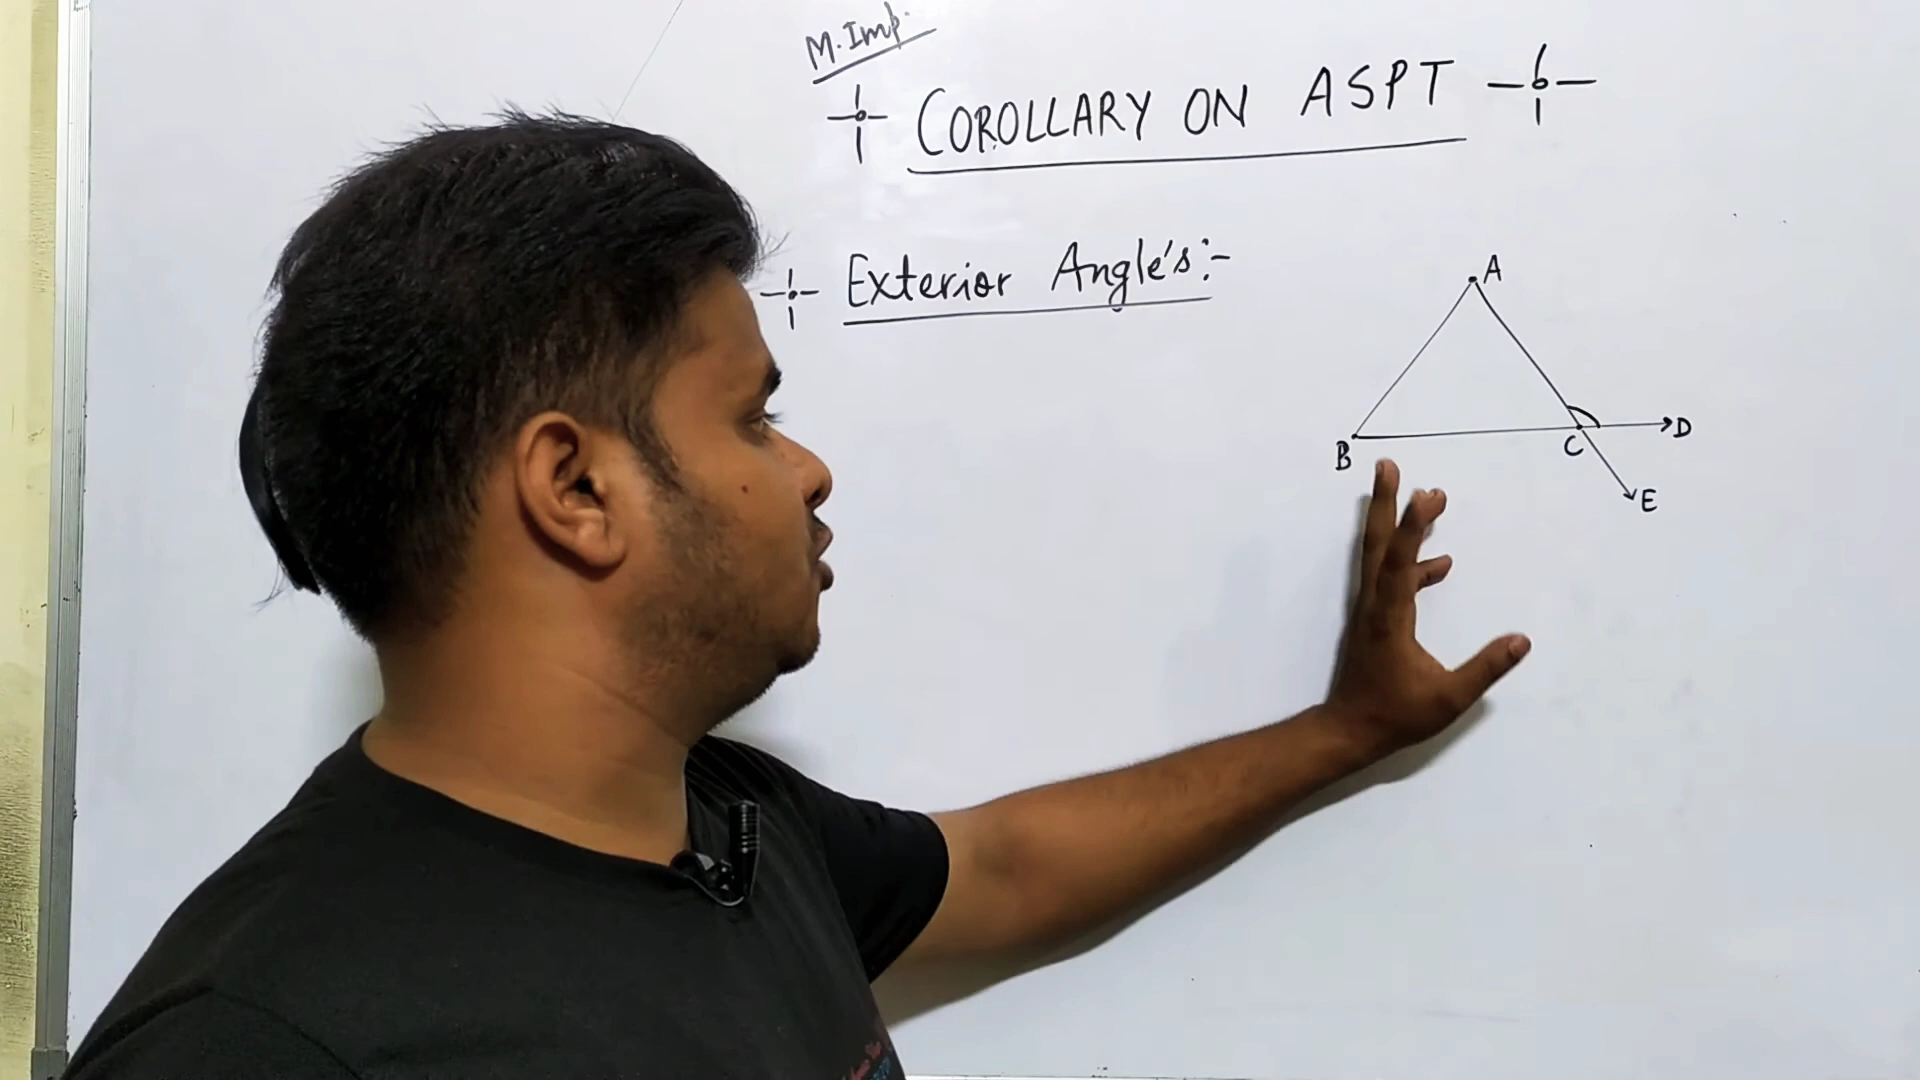 M. Imp.
COROLLARY ON ASPT
Exterior Angle's :-
A
B
C
D
E